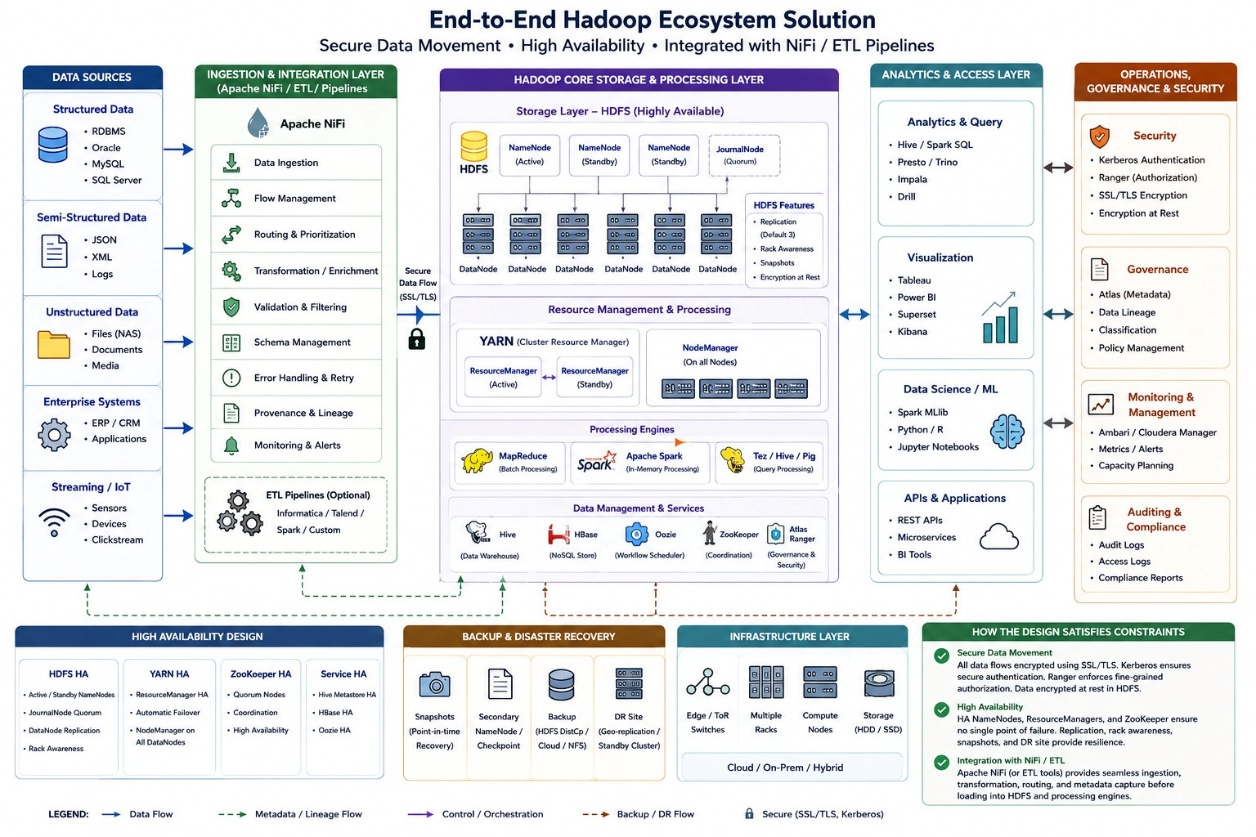 End-to-End Hadoop Ecosystem Solution
Secure Data Movement • High Availability • Integrated with NiFi / ETL Pipelines
DATA SOURCES
Structured Data
• RDBMS
• Oracle
• MySQL
• SQL Server
Semi-Structured Data
• JSON
• XML
• Logs
Unstructured Data
• Files (NAS)
• Documents
• Media
Enterprise Systems
• ERP / CRM
• Applications
Streaming / IoT
• Sensors
• Devices
• Clickstream
INGESTION & INTEGRATION LAYER
(Apache NiFi / ETL/ Pipelines
Apache NiFi
Data Ingestion
Flow Management
Routing & Prioritization
Transformation / Enrichment
Validation & Filtering
Schema Management
Error Handling & Retry
Provenance & Lineage
Monitoring & Alerts
ETL Pipelines (Optional)
Informatica / Talend /
Spark / Custom
Secure
Data Flow
(SSL/TLS)
HADOOP CORE STORAGE & PROCESSING LAYER
Storage Layer – HDFS (Highly Available)
HDFS
NameNode
(Active)
NameNode
(Standby)
NameNode
(Standby)
JournalNode
(Quorum)
DataNode
DataNode
DataNode
DataNode
DataNode
DataNode
HDFS Features
• Replication
(Default 3)
• Rack Awareness
• Snapshots
• Encryption at Rest
Resource Management & Processing
YARN (Cluster Resource Manager)
ResourceManager
(Active)
ResourceManager
(Standby)
NodeManager
(On all Nodes)
Processing Engines
MapReduce
(Batch Processing)
Spark
Apache Spark
(In-Memory Processing)
Tez / Hive / Pig
(Query Processing)
Data Management & Services
Hive
(Data Warehouse)
HBase
(NoSQL Store)
Oozie
(Workflow Scheduler)
ZooKeeper
(Coordination)
Atlas
Ranger
(Governance &
Security)
ANALYTICS & ACCESS LAYER
Analytics & Query
• Hive / Spark SQL
• Presto / Trino
• Impala
• Drill
Visualization
• Tableau
• Power BI
• Superset
• Kibana
Data Science / ML
• Spark MLlib
• Python / R
• Jupyter Notebooks
APIs & Applications
• REST APIs
• Microservices
• BI Tools
OPERATIONS,
GOVERNANCE & SECURITY
Security
• Kerberos Authentication
• Ranger (Authorization)
• SSL/TLS Encryption
• Encryption at Rest
Governance
• Atlas (Metadata)
• Data Lineage
• Classification
• Policy Management
Monitoring &
Management
• Ambari / Cloudera Manager
• Metrics / Alerts
• Capacity Planning
Auditing &
Compliance
• Audit Logs
• Access Logs
• Compliance Reports
HIGH AVAILABILITY DESIGN
HDFS HA
• Active / Standby NameNodes
• JournalNode Quorum
• DataNode Replication
• Rack Awareness
YARN HA
• ResourceManager HA
• Automatic Failover
• NodeManager on
All DataNodes
ZooKeeper HA
• Quorum Nodes
• Coordination
• High Availability
Service HA
• Hive Metastore HA
• HBase HA
• Oozie HA
BACKUP & DISASTER RECOVERY
Snapshots
(Point-in-time
Recovery)
Secondary
NameNode /
Checkpoint
Backup
(HDFS DistCp /
Cloud / NFS)
DR Site
(Geo-replication /
Standby Cluster)
INFRASTRUCTURE LAYER
Edge / ToR
Switches
Multiple
Racks
Compute
Nodes
Storage
(HDD / SSD)
Cloud / On-Prem / Hybrid
HOW THE DESIGN SATISFIES CONSTRAINTS
Secure Data Movement
All data flows encrypted using SSL/TLS. Kerberos ensures
secure authentication. Ranger enforces fine-grained
authorization. Data encrypted at rest in HDFS.
High Availability
HA NameNodes, ResourceManagers, and ZooKeeper ensure
no single point of failure. Replication, rack awareness,
snapshots, and DR site provide resilience.
Integration with NiFi / ETL
Apache NiFi (or ETL tools) provides seamless ingestion,
transformation, routing, and metadata capture before
loading into HDFS and processing engines.
LEGEND:
Data Flow
Metadata / Lineage Flow
Control / Orchestration
Backup / DR Flow
Secure (SSL/TLS, Kerberos)